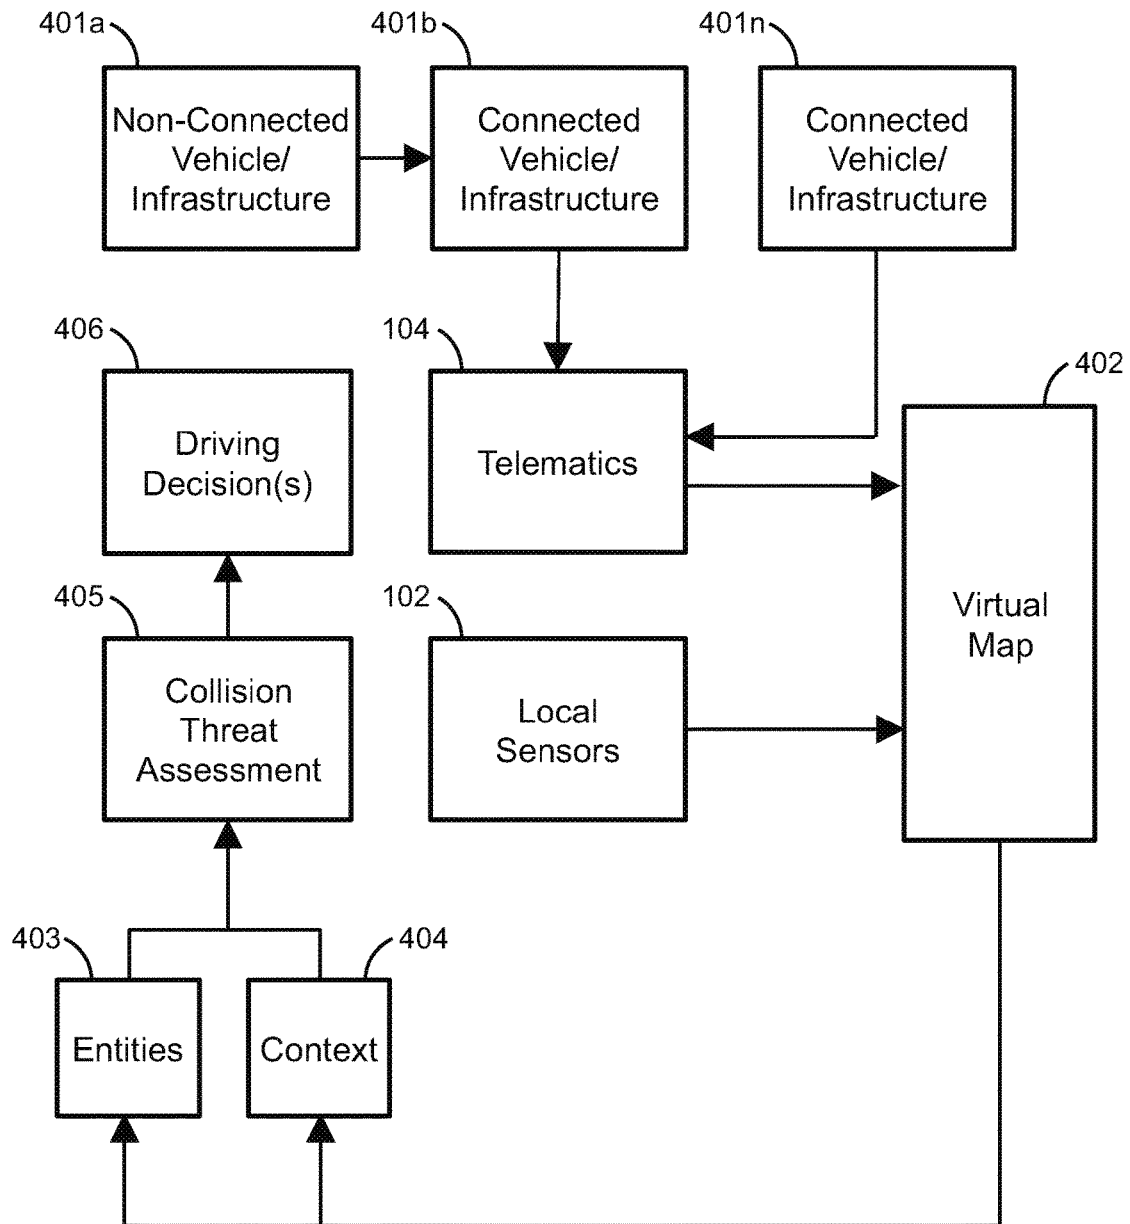 401a
401b
401n
Non-Connected
Vehicle/
Infrastructure
Connected
Vehicle/
Infrastructure
Connected
Vehicle/
Infrastructure
406
104
402
Driving
Decision(s)
Telematics
Virtual
Map
405
102
Collision
Threat
Assessment
Local
Sensors
403
404
Entities
Context